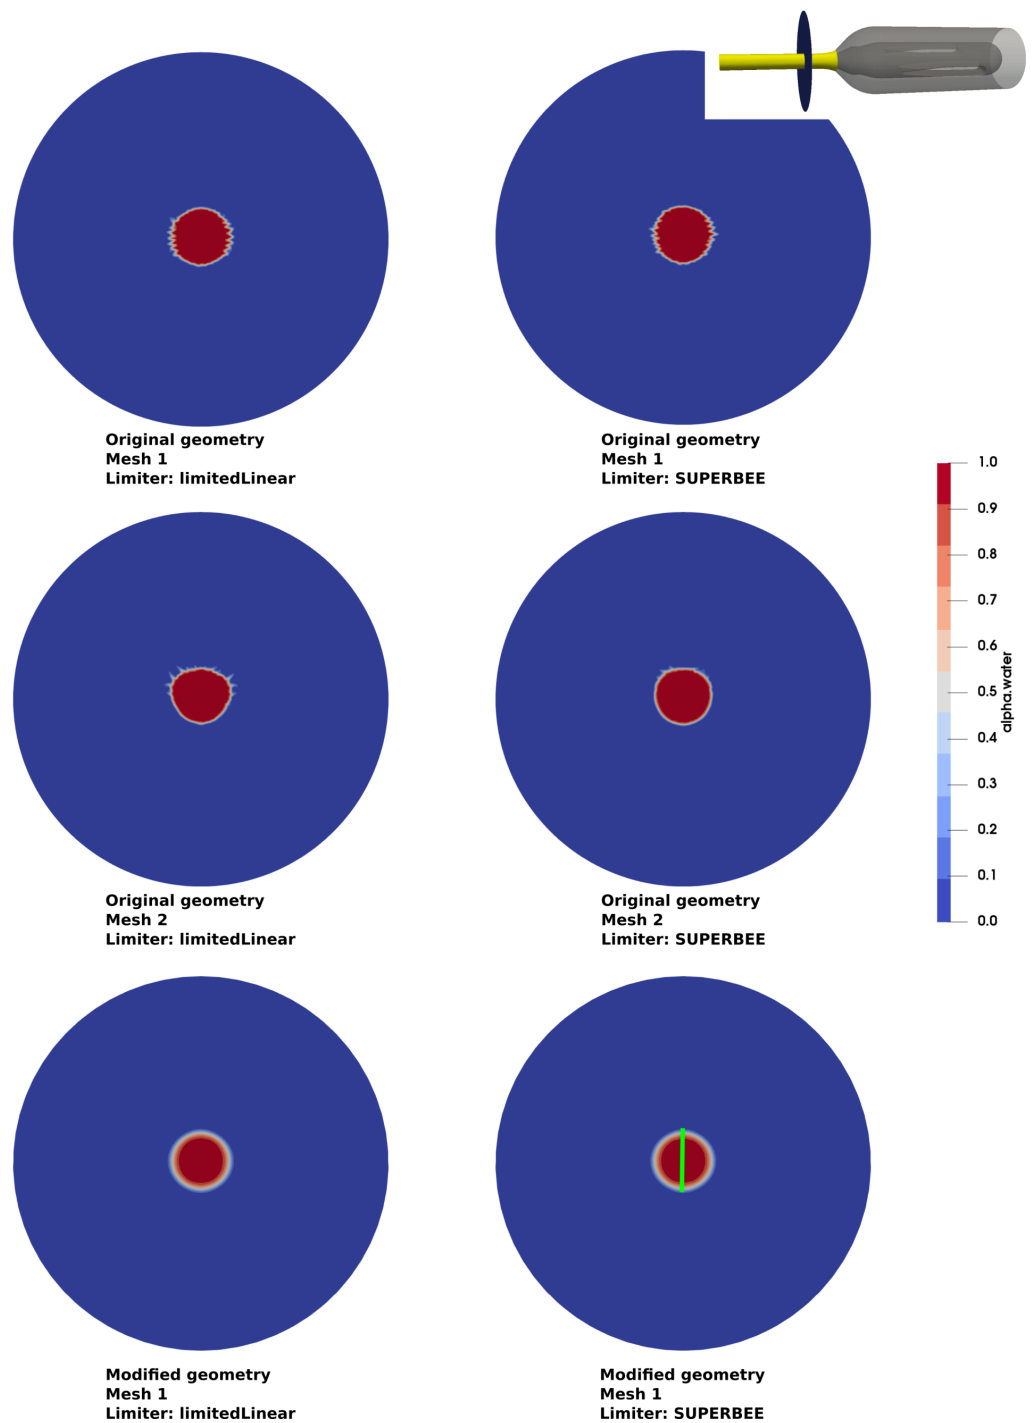 Original geometry
Mesh 1
Limiter: limitedLinear
Original geometry
Mesh 1
Limiter: SUPERBEE
1.0
0.9
0.8
0.7
0.6
0.5
0.4
0.3
0.2
0.1
0.0
alpha.water
Original geometry
Mesh 2
Limiter: limitedLinear
Original geometry
Mesh 2
Limiter: SUPERBEE
Modified geometry
Mesh 1
Limiter: limitedLinear
Modified geometry
Mesh 1
Limiter: SUPERBEE